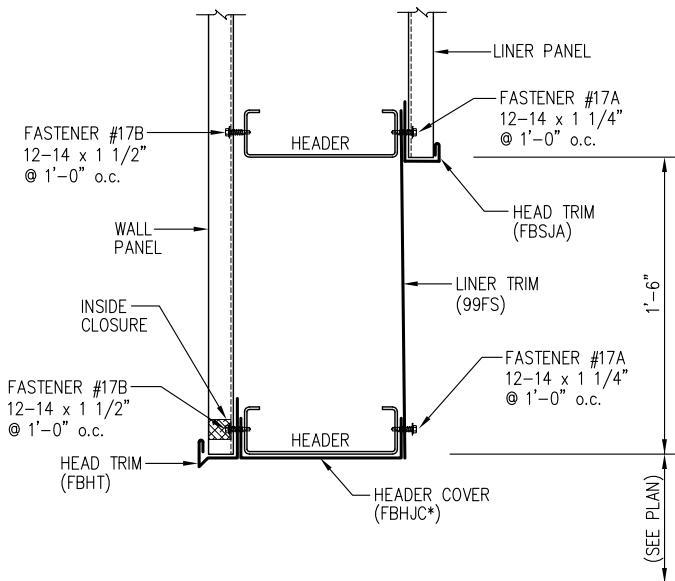 LINER PANEL
FASTENER #17A
12-14 x 1 1/4"
@ 1'-0" o.c.
FASTENER #17B
12-14 x 1 1/2"
@ 1'-0" o.c.
HEADER
HEAD TRIM
(FBSJA)
WALL
PANEL
LINER TRIM
(99FS)
1'-6"
INSIDE
CLOSURE
FASTENER #17A
12-14 x 1 1/4"
@ 1'-0" o.c.
FASTENER #17B
12-14 x 1 1/2"
@ 1'-0" o.c.
HEADER
HEAD TRIM
(FBHT)
HEADER COVER
(FBHJC*)
(SEE PLAN)